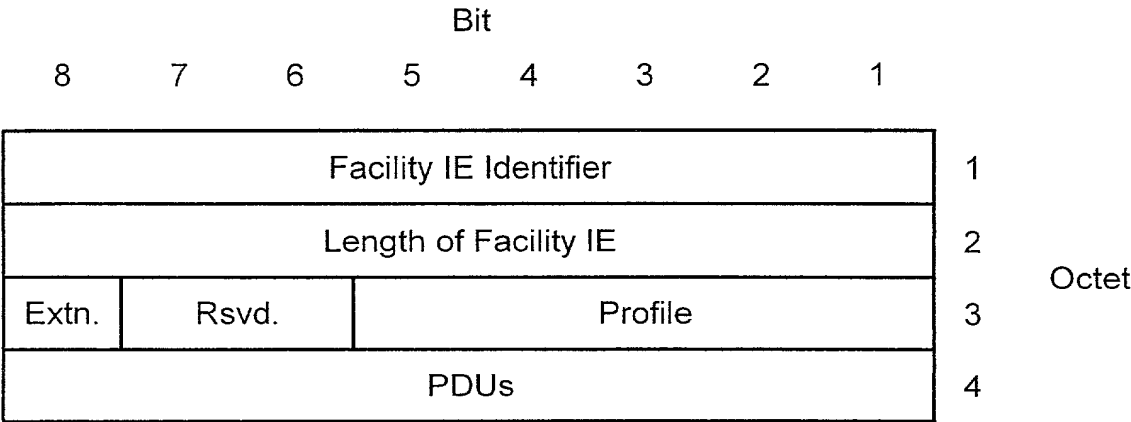 Bit
8 7 6 5 4 3 2 1
Facility IE Identifier 1
Length of Facility IE 2
Octet
Extn. Rsvd. Profile 3
PDUs 4